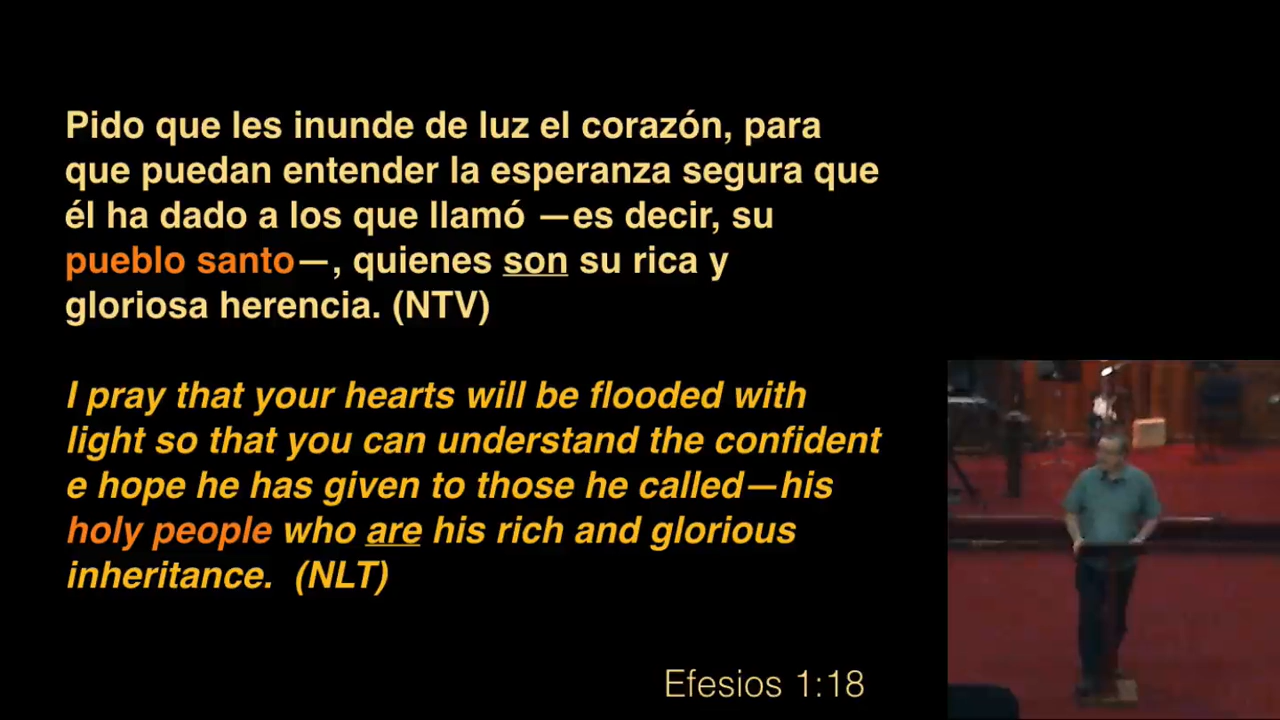 Pido que les inunde de luz el corazón, para
que puedan entender la esperanza segura que
él ha dado a los que llamó —es decir, su
pueblo santo—, quienes son su rica y
gloriosa herencia. (NTV)
I pray that your hearts will be flooded with
light so that you can understand the confident
e hope he has given to those he called—his
holy people who are his rich and glorious
inheritance. (NLT)
Efesios 1:18